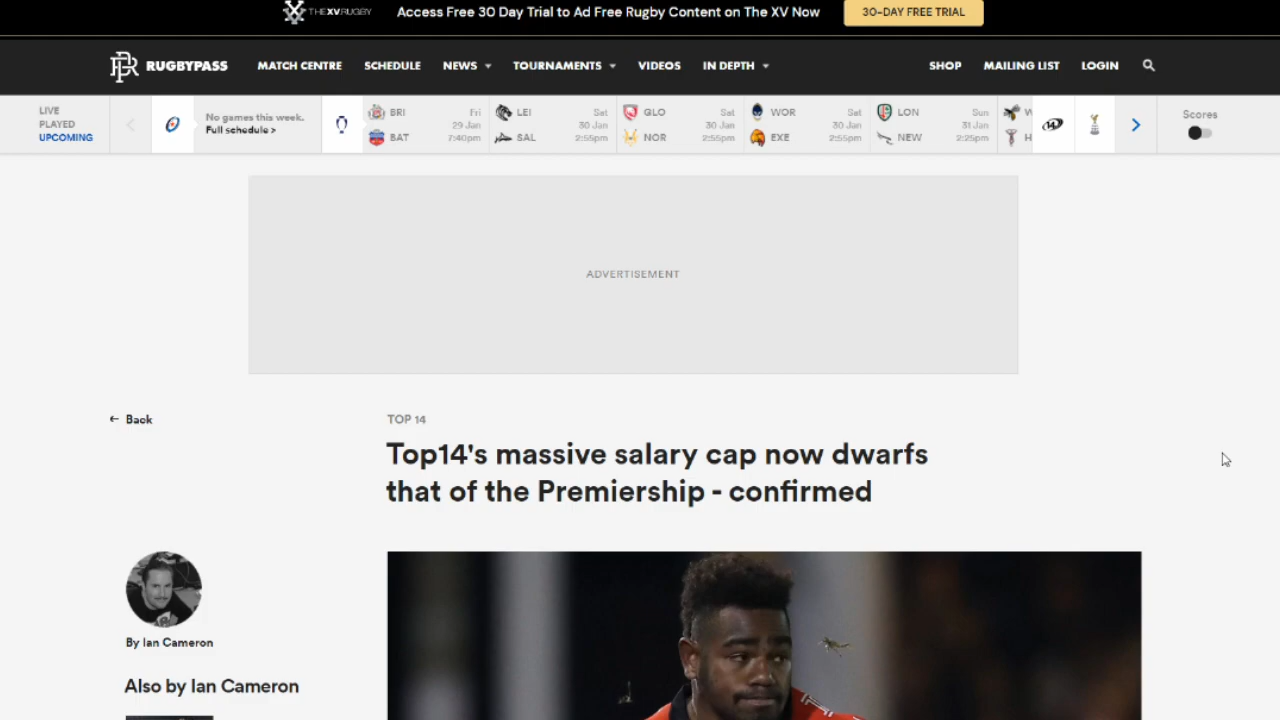 THEXVRUGBY Access Free 30 Day Trial to Ad Free Rugby Content on The XV Now 30-DAY FREE TRIAL
RUGBYPASS MATCH CENTRE SCHEDULE NEWS TOURNAMENTS VIDEOS IN DEPTH SHOP MAILING LIST LOGIN
LIVE
PLAYED
UPCOMING
No games this week.
Full schedule >
BRI
BAT
Fri
29 Jan
7:40pm
LEI
SAL
Sat
30 Jan
2:55pm
GLO
NOR
Sat
30 Jan
2:55pm
WOR
EXE
Sat
30 Jan
2:55pm
LON
NEW
Sun
31 Jan
2:25pm
W
H
14
Scores
ADVERTISEMENT
← Back
TOP 14
Top14's massive salary cap now dwarfs
that of the Premiership - confirmed
By Ian Cameron
Also by Ian Cameron